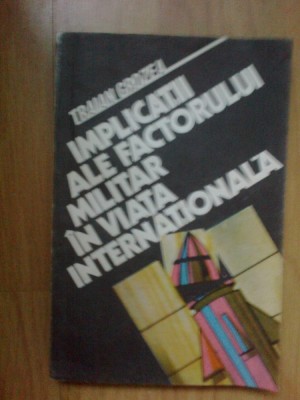 TRAIAN GROZEA
IMPLICAȚII
ALE FACTORULUI
MILITAR
ÎN VIAȚA
INTERNAȚIONALĂ